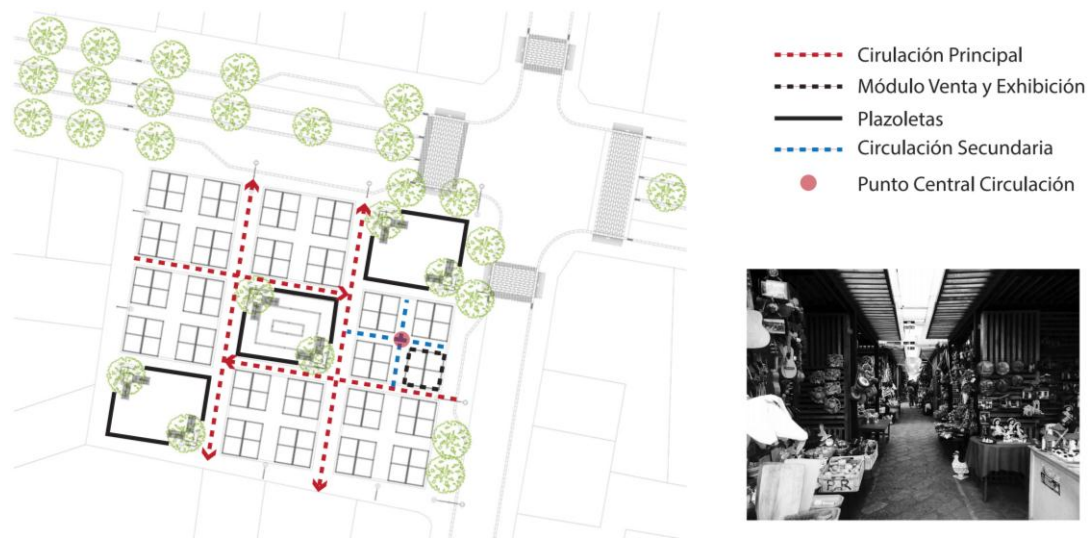 Cirulación Principal
Módulo Venta y Exhibición
Plazoletas
Circulación Secundaria
Punto Central Circulación